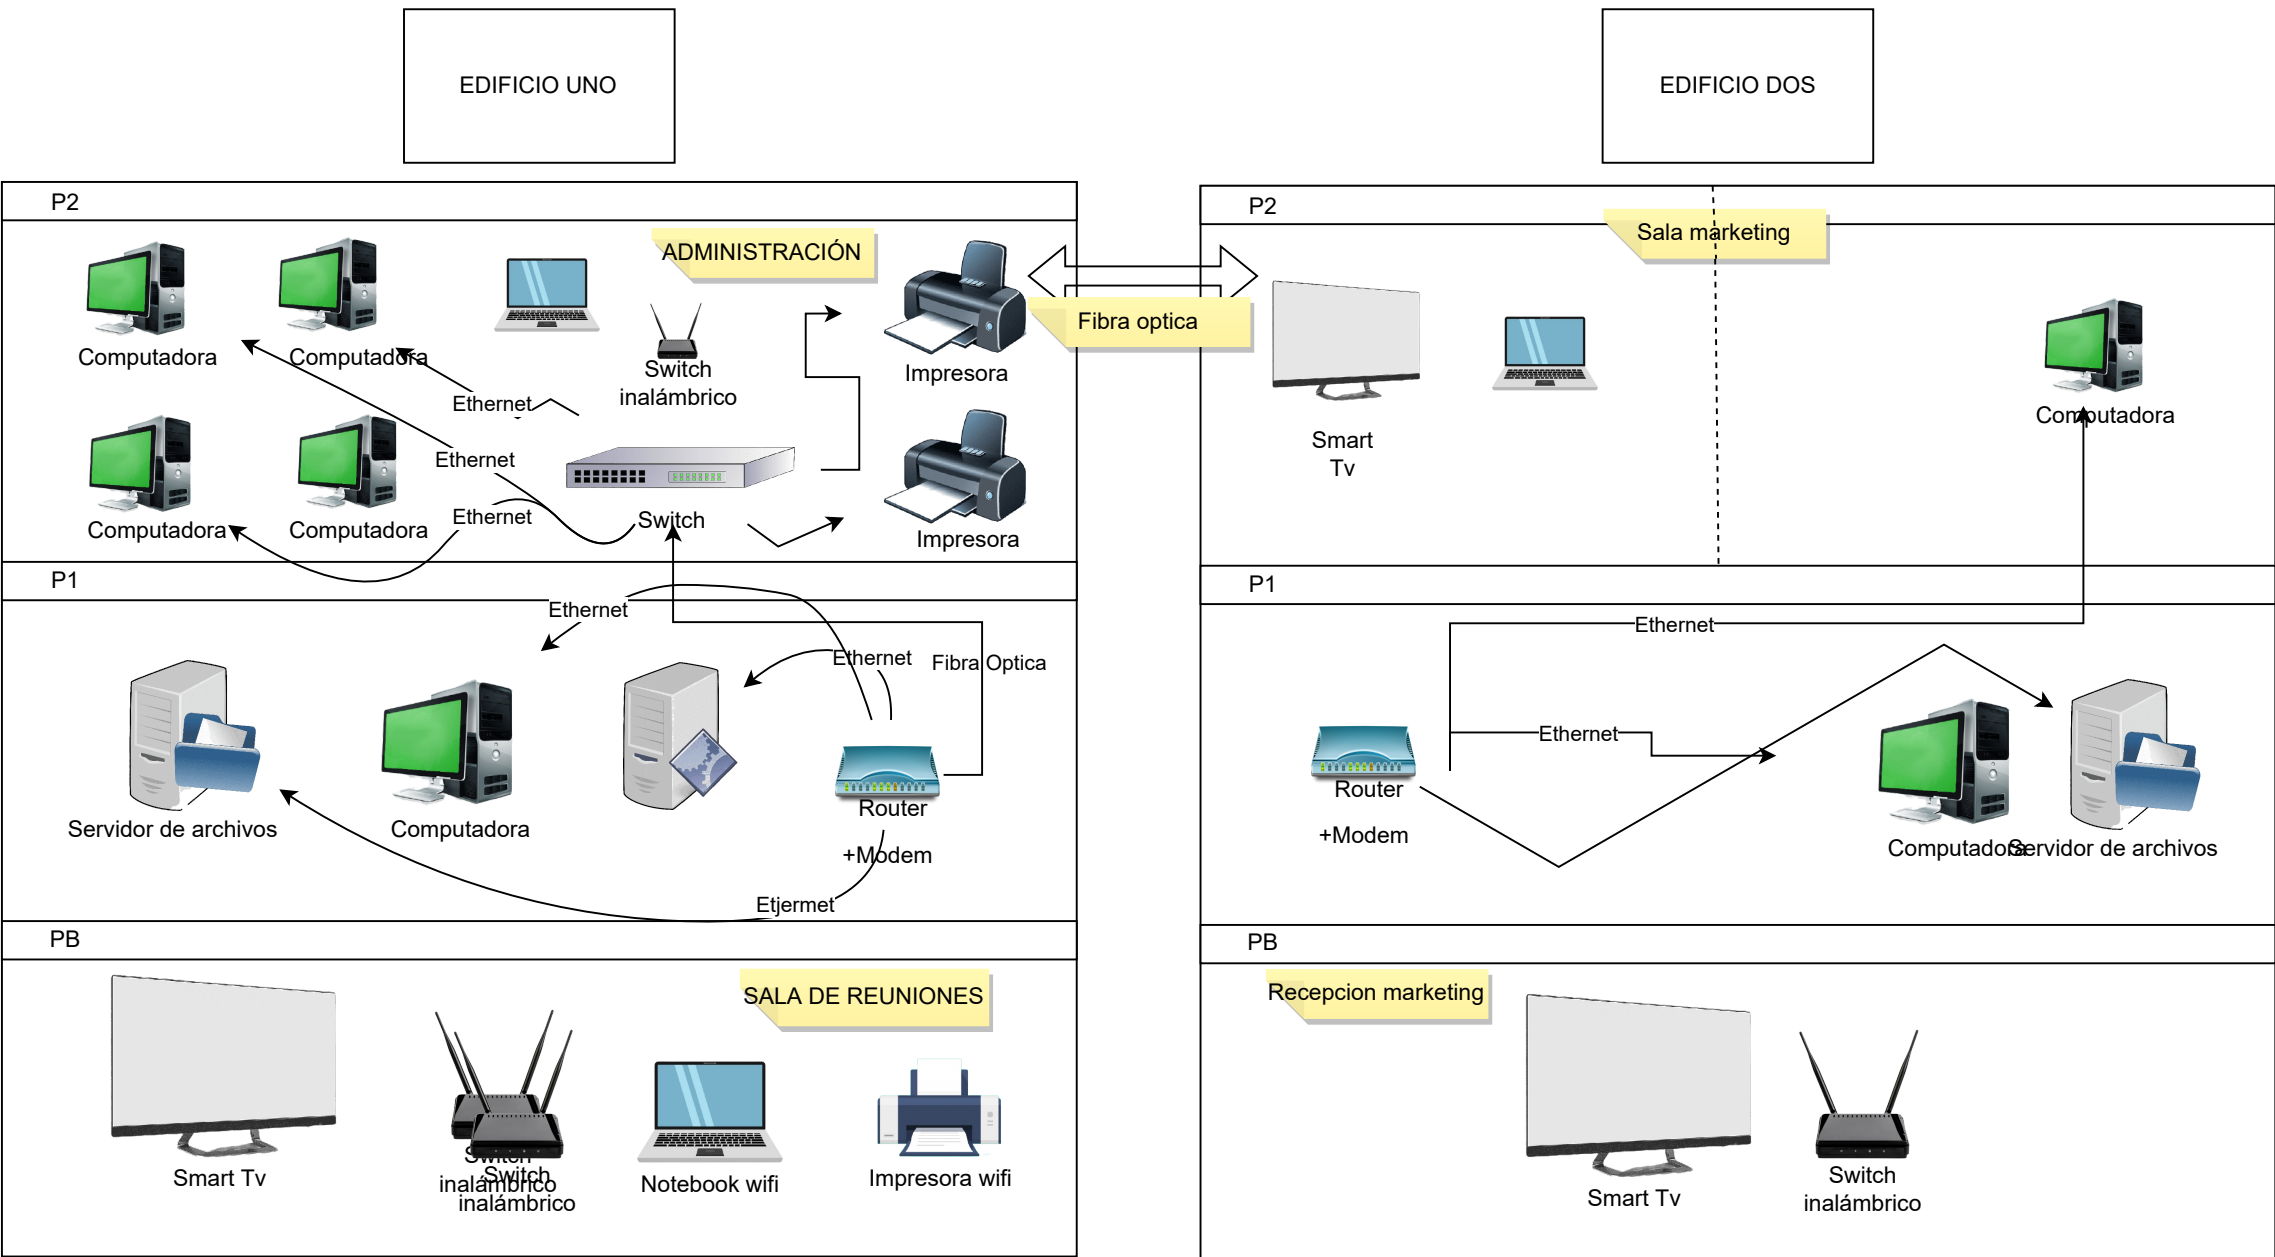 EDIFICIO UNO
EDIFICIO DOS
P2
ADMINISTRACIÓN
Computadora
Computadora
Switch
inalámbrico
Impresora
Ethernet
Ethernet
Ethernet
Computadora
Computadora
Switch
Impresora
Fibra optica
P2
Sala marketing
Smart
Tv
Computadora
P1
Ethernet
Ethernet
Fibra Optica
Servidor de archivos
Computadora
Router
+Modem
Etjermet
P1
Ethernet
Ethernet
Router
+Modem
Computadora
Servidor de archivos
PB
SALA DE REUNIONES
Smart Tv
Switch
inalámbrico
Switch
inalámbrico
Notebook wifi
Impresora wifi
PB
Recepcion marketing
Smart Tv
Switch
inalámbrico